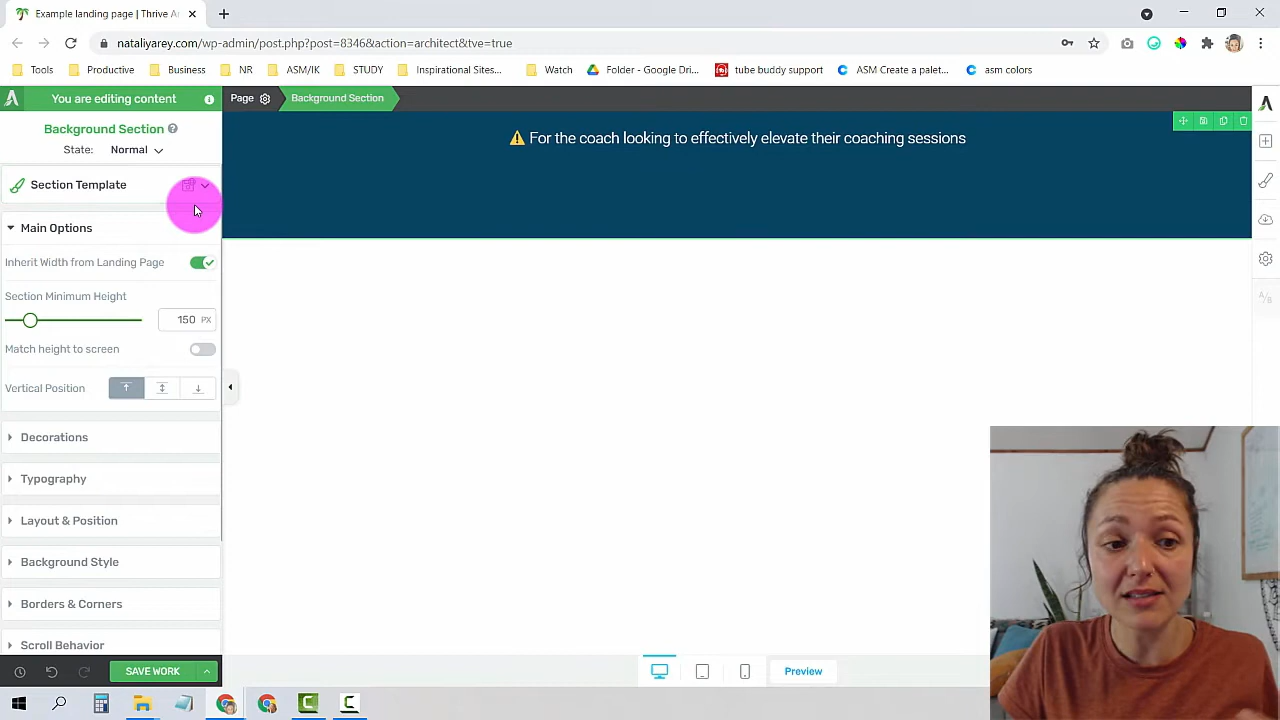 Example landing page | Thrive Ar
nataliyarey.com/wp-admin/post.php?post=8346&action=architect&tve=true
Tools
Productive
Business
NR
ASM/IK
STUDY
Inspirational Sites...
Watch
Folder - Google Dri...
tube buddy support
ASM Create a palet...
asm colors
You are editing content
Page
Background Section
Background Section
State: Normal
⚠ For the coach looking to effectively elevate their coaching sessions
Section Template
Main Options
Inherit Width from Landing Page
Section Minimum Height
150 PX
Match height to screen
Vertical Position
Decorations
Typography
Layout & Position
Background Style
Borders & Corners
Scroll Behavior
SAVE WORK
Preview
A/B